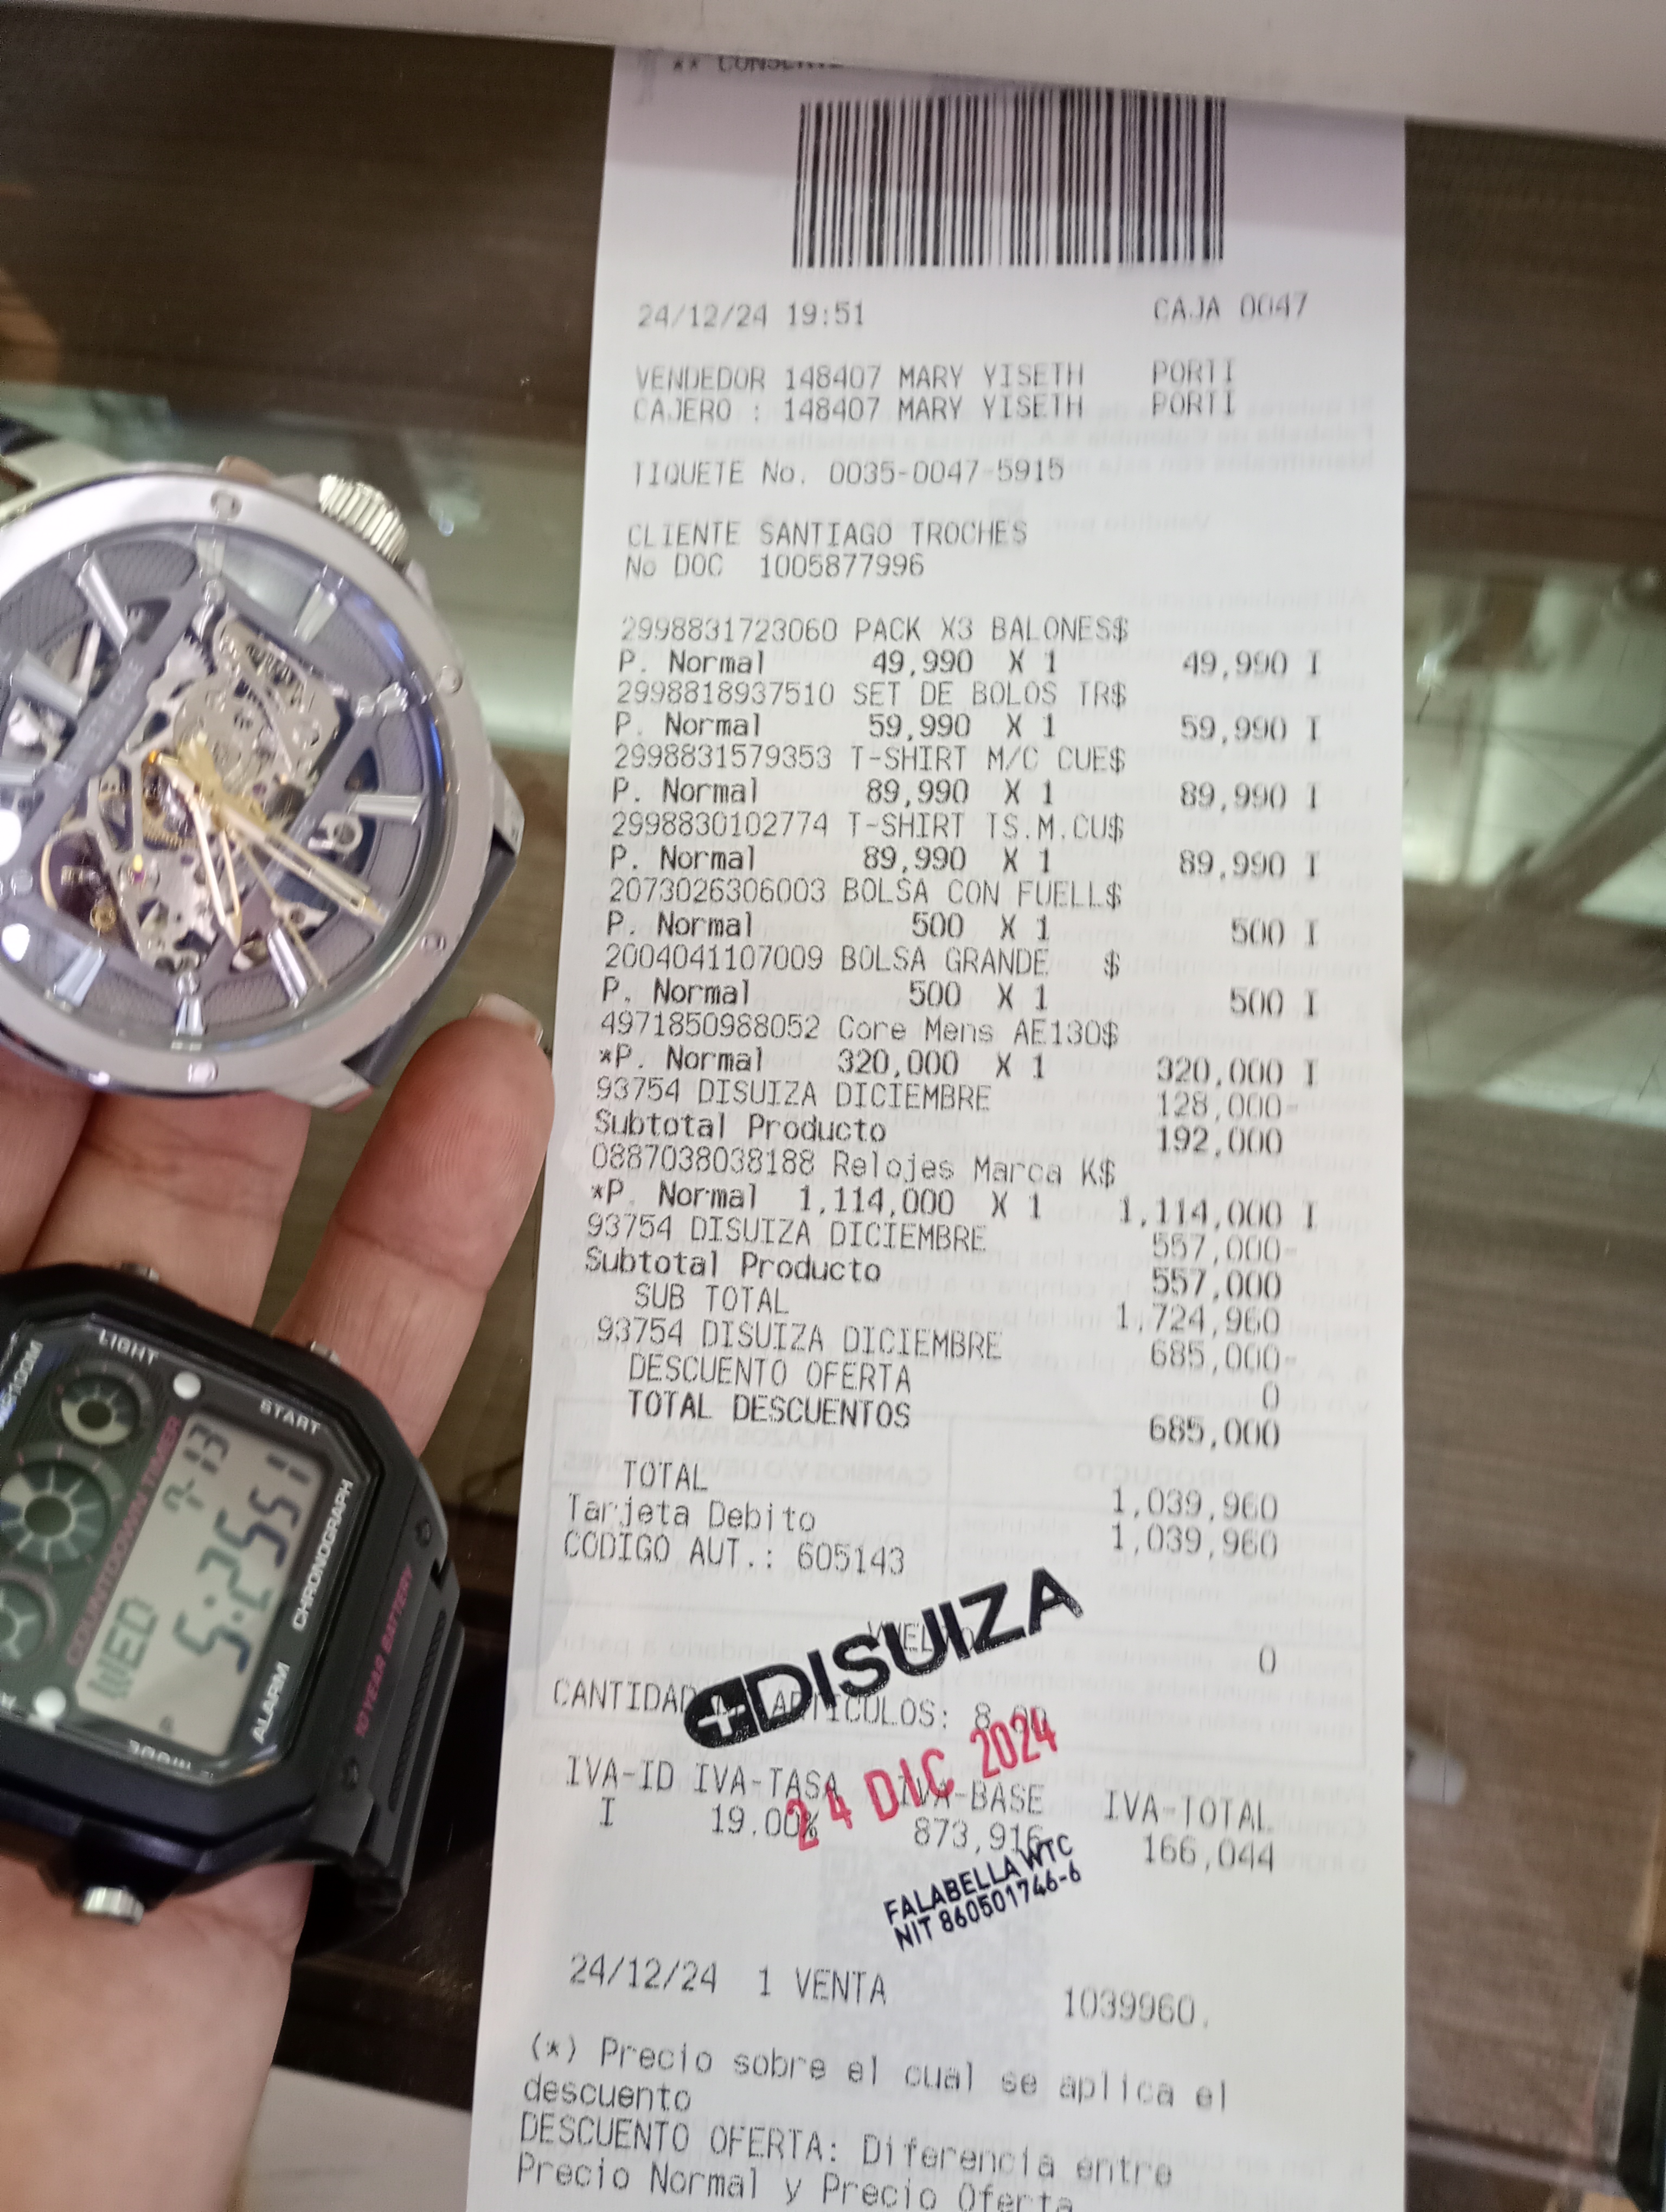 24/12/24 19:51 CAJA 0047
VENDEDOR 148407 MARY YISETH PORTI
CAJERO : 148407 MARY YISETH PORTI
TIQUETE No. 0035-0047-5915
CLIENTE SANTIAGO TROCHES
No DOC 1005877996
2998831723060 PACK X3 BALONES$
P. Normal 49,990 X 1 49,990 I
2998818937510 SET DE BOLOS TR$
P. Normal 59,990 X 1 59,990 I
2998831579353 T-SHIRT M/C CUE$
P. Normal 89,990 X 1 89,990 I
2998830102774 T-SHIRT TS.M.CU$
P. Normal 89,990 X 1 89,990 I
2073026306003 BOLSA CON FUELL$
P. Normal 500 X 1 500 I
2004041107009 BOLSA GRANDE $
P. Normal 500 X 1 500 I
4971850988052 Core Mens AE130$
*P. Normal 320,000 X 1 320,000 I
93754 DISUIZA DICIEMBRE 128,000-
Subtotal Producto 192,000
0887038038188 Relojes Marca K$
*P. Normal 1,114,000 X 1 1,114,000 I
93754 DISUIZA DICIEMBRE 557,000-
Subtotal Producto 557,000
SUB TOTAL 1,724,960
93754 DISUIZA DICIEMBRE 685,000-
DESCUENTO OFERTA 0
TOTAL DESCUENTOS 685,000
TOTAL 1,039,960
Tarjeta Debito 1,039,960
CODIGO AUT.: 605143
0
DISUIZA
CANTIDAD ARTICULOS: 8
24 DIC 2024
IVA-ID IVA-TASA IVA-BASE IVA-TOTAL
I 19.00% 873,916 166,044
FALABELLA WTC
NIT 860501746-6
24/12/24 1 VENTA 1039960.
(*) Precio sobre el cual se aplica el
descuento
DESCUENTO OFERTA: Diferencia entre
Precio Normal y Precio Oferta
LIGHT
START
COUNTDOWN TIMER
WED 7-13
5:25 51
CHRONOGRAPH
ALARM
10 YEAR BATTERY